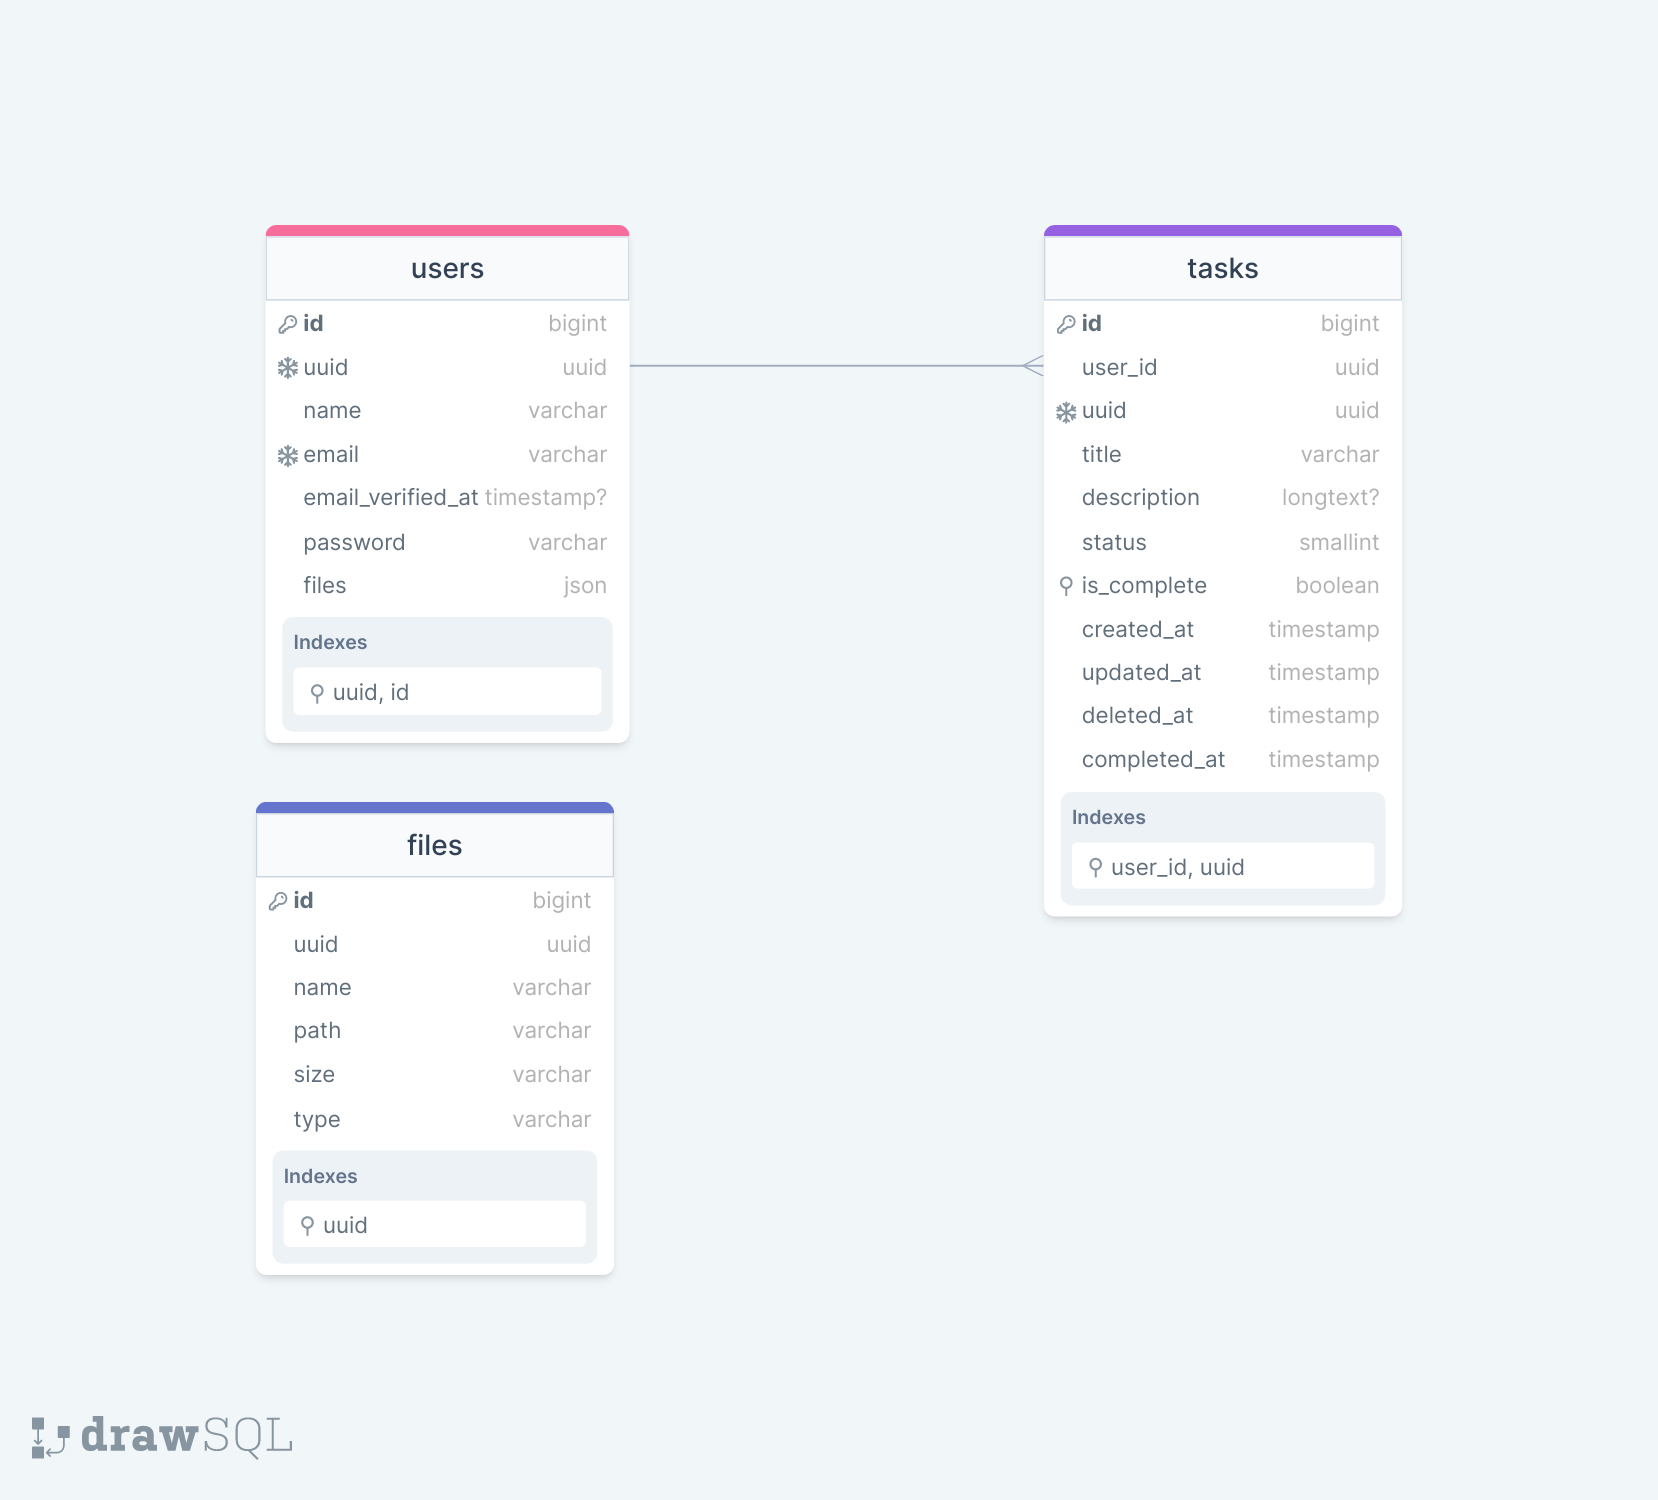 users
id bigint
uuid uuid
name varchar
email varchar
email_verified_at timestamp?
password varchar
files json
Indexes
uuid, id
tasks
id bigint
user_id uuid
uuid uuid
title varchar
description longtext?
status smallint
is_complete boolean
created_at timestamp
updated_at timestamp
deleted_at timestamp
completed_at timestamp
Indexes
user_id, uuid
files
id bigint
uuid uuid
name varchar
path varchar
size varchar
type varchar
Indexes
uuid
drawSQL